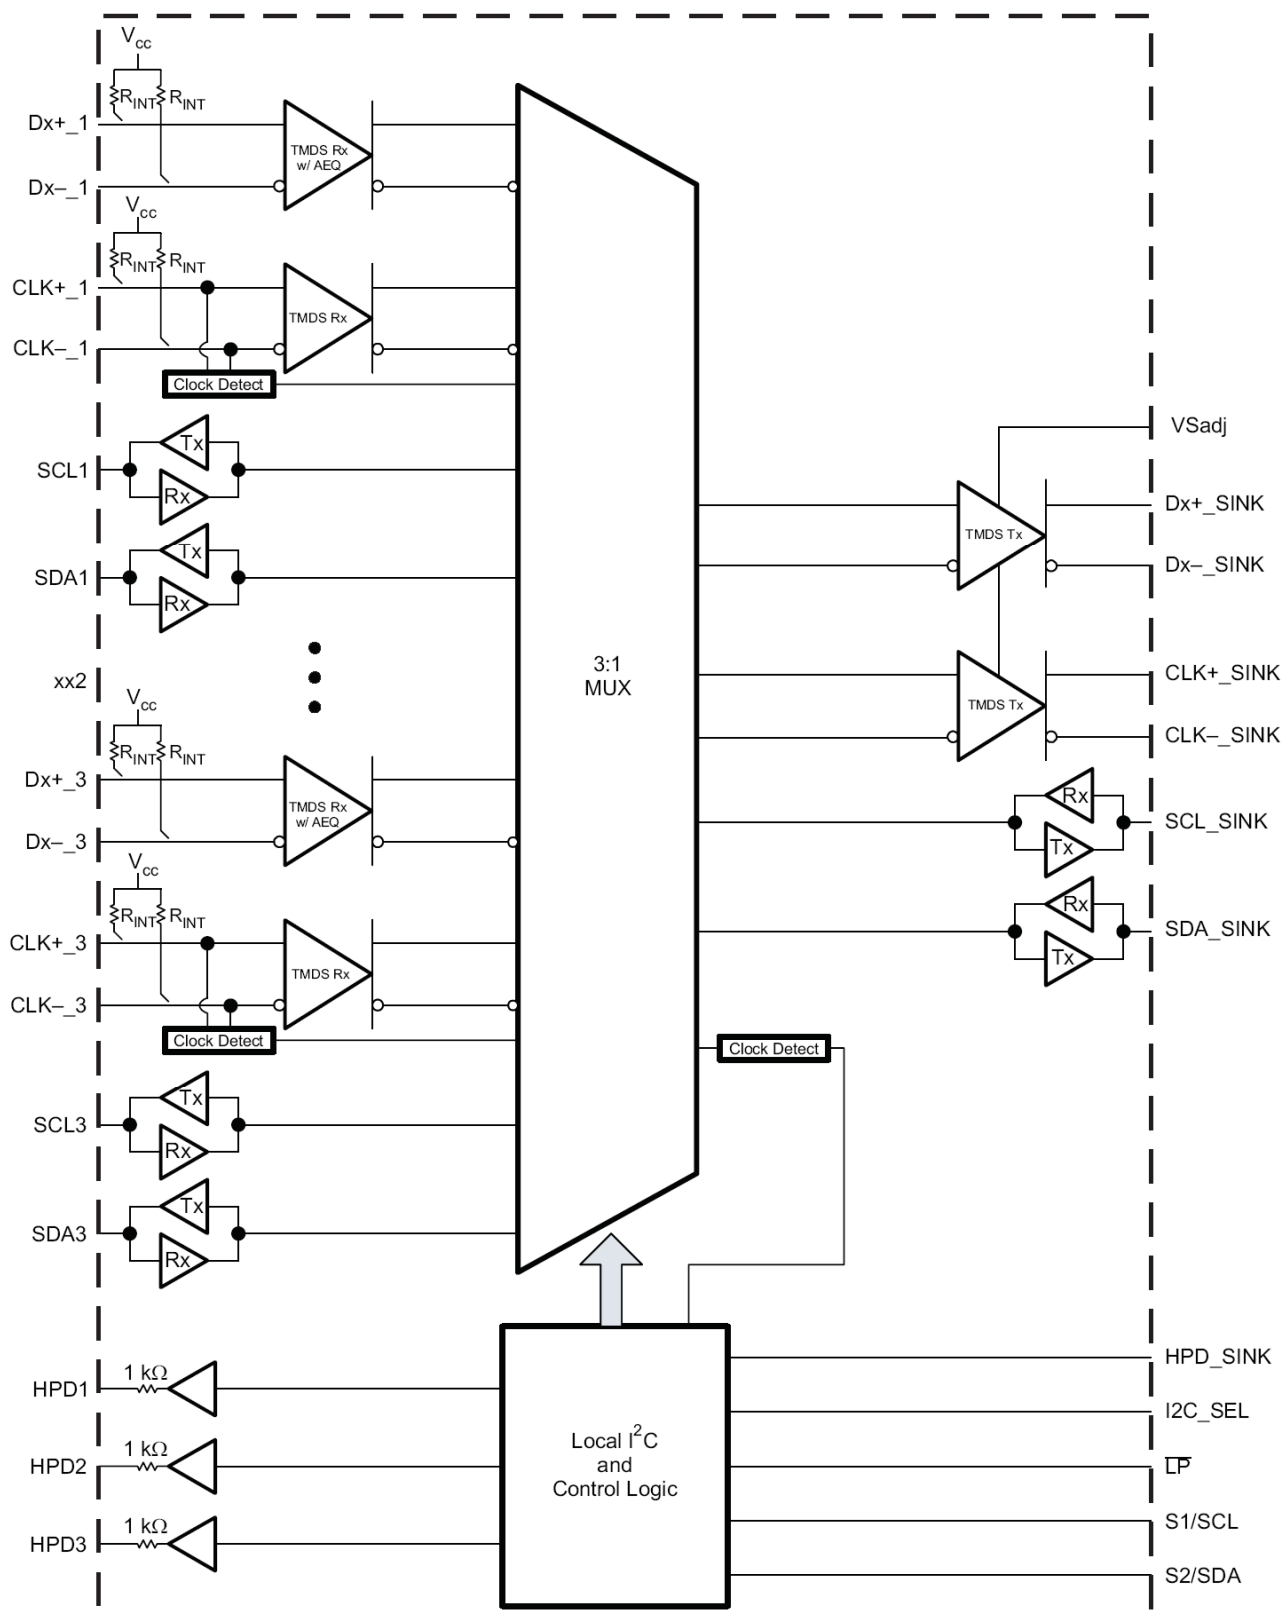 Vcc
RINT RINT
Dx+_1
TMDS Rx
w/ AEQ
Dx–_1
Vcc
RINT RINT
CLK+_1
TMDS Rx
CLK–_1
Clock Detect
Tx
SCL1
Rx
Tx
SDA1
Rx
xx2
Vcc
RINT RINT
Dx+_3
TMDS Rx
w/ AEQ
Dx–_3
Vcc
RINT RINT
CLK+_3
TMDS Rx
CLK–_3
Clock Detect
Tx
SCL3
Rx
Tx
SDA3
Rx
3:1
MUX
VSadj
Dx+_SINK
TMDS Tx
Dx–_SINK
CLK+_SINK
TMDS Tx
CLK–_SINK
Rx
SCL_SINK
Tx
Rx
SDA_SINK
Tx
Clock Detect
1 kΩ
HPD1
1 kΩ
HPD2
1 kΩ
HPD3
Local I2C
and
Control Logic
HPD_SINK
I2C_SEL
LP
S1/SCL
S2/SDA